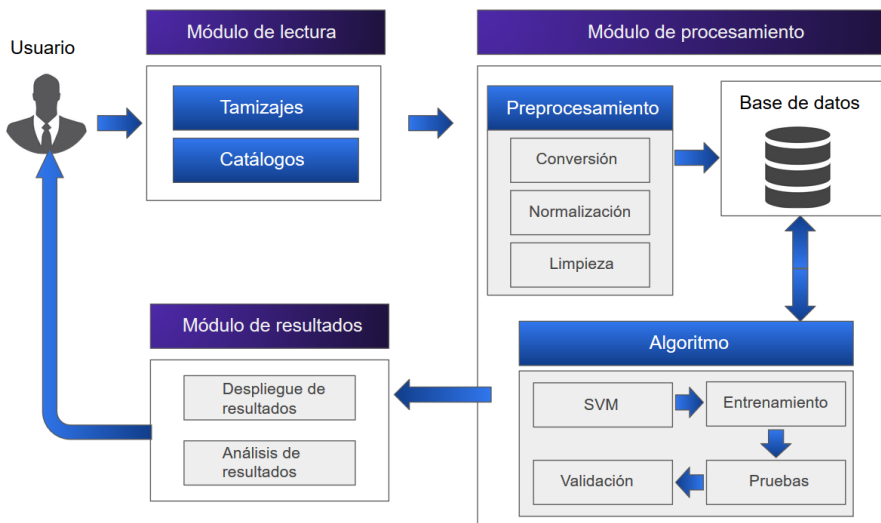 Usuario
Módulo de lectura
Tamizajes
Catálogos
Módulo de procesamiento
Preprocesamiento
Conversión
Normalización
Limpieza
Base de datos
Algoritmo
SVM
Entrenamiento
Validación
Pruebas
Módulo de resultados
Despliegue de
resultados
Análisis de
resultados